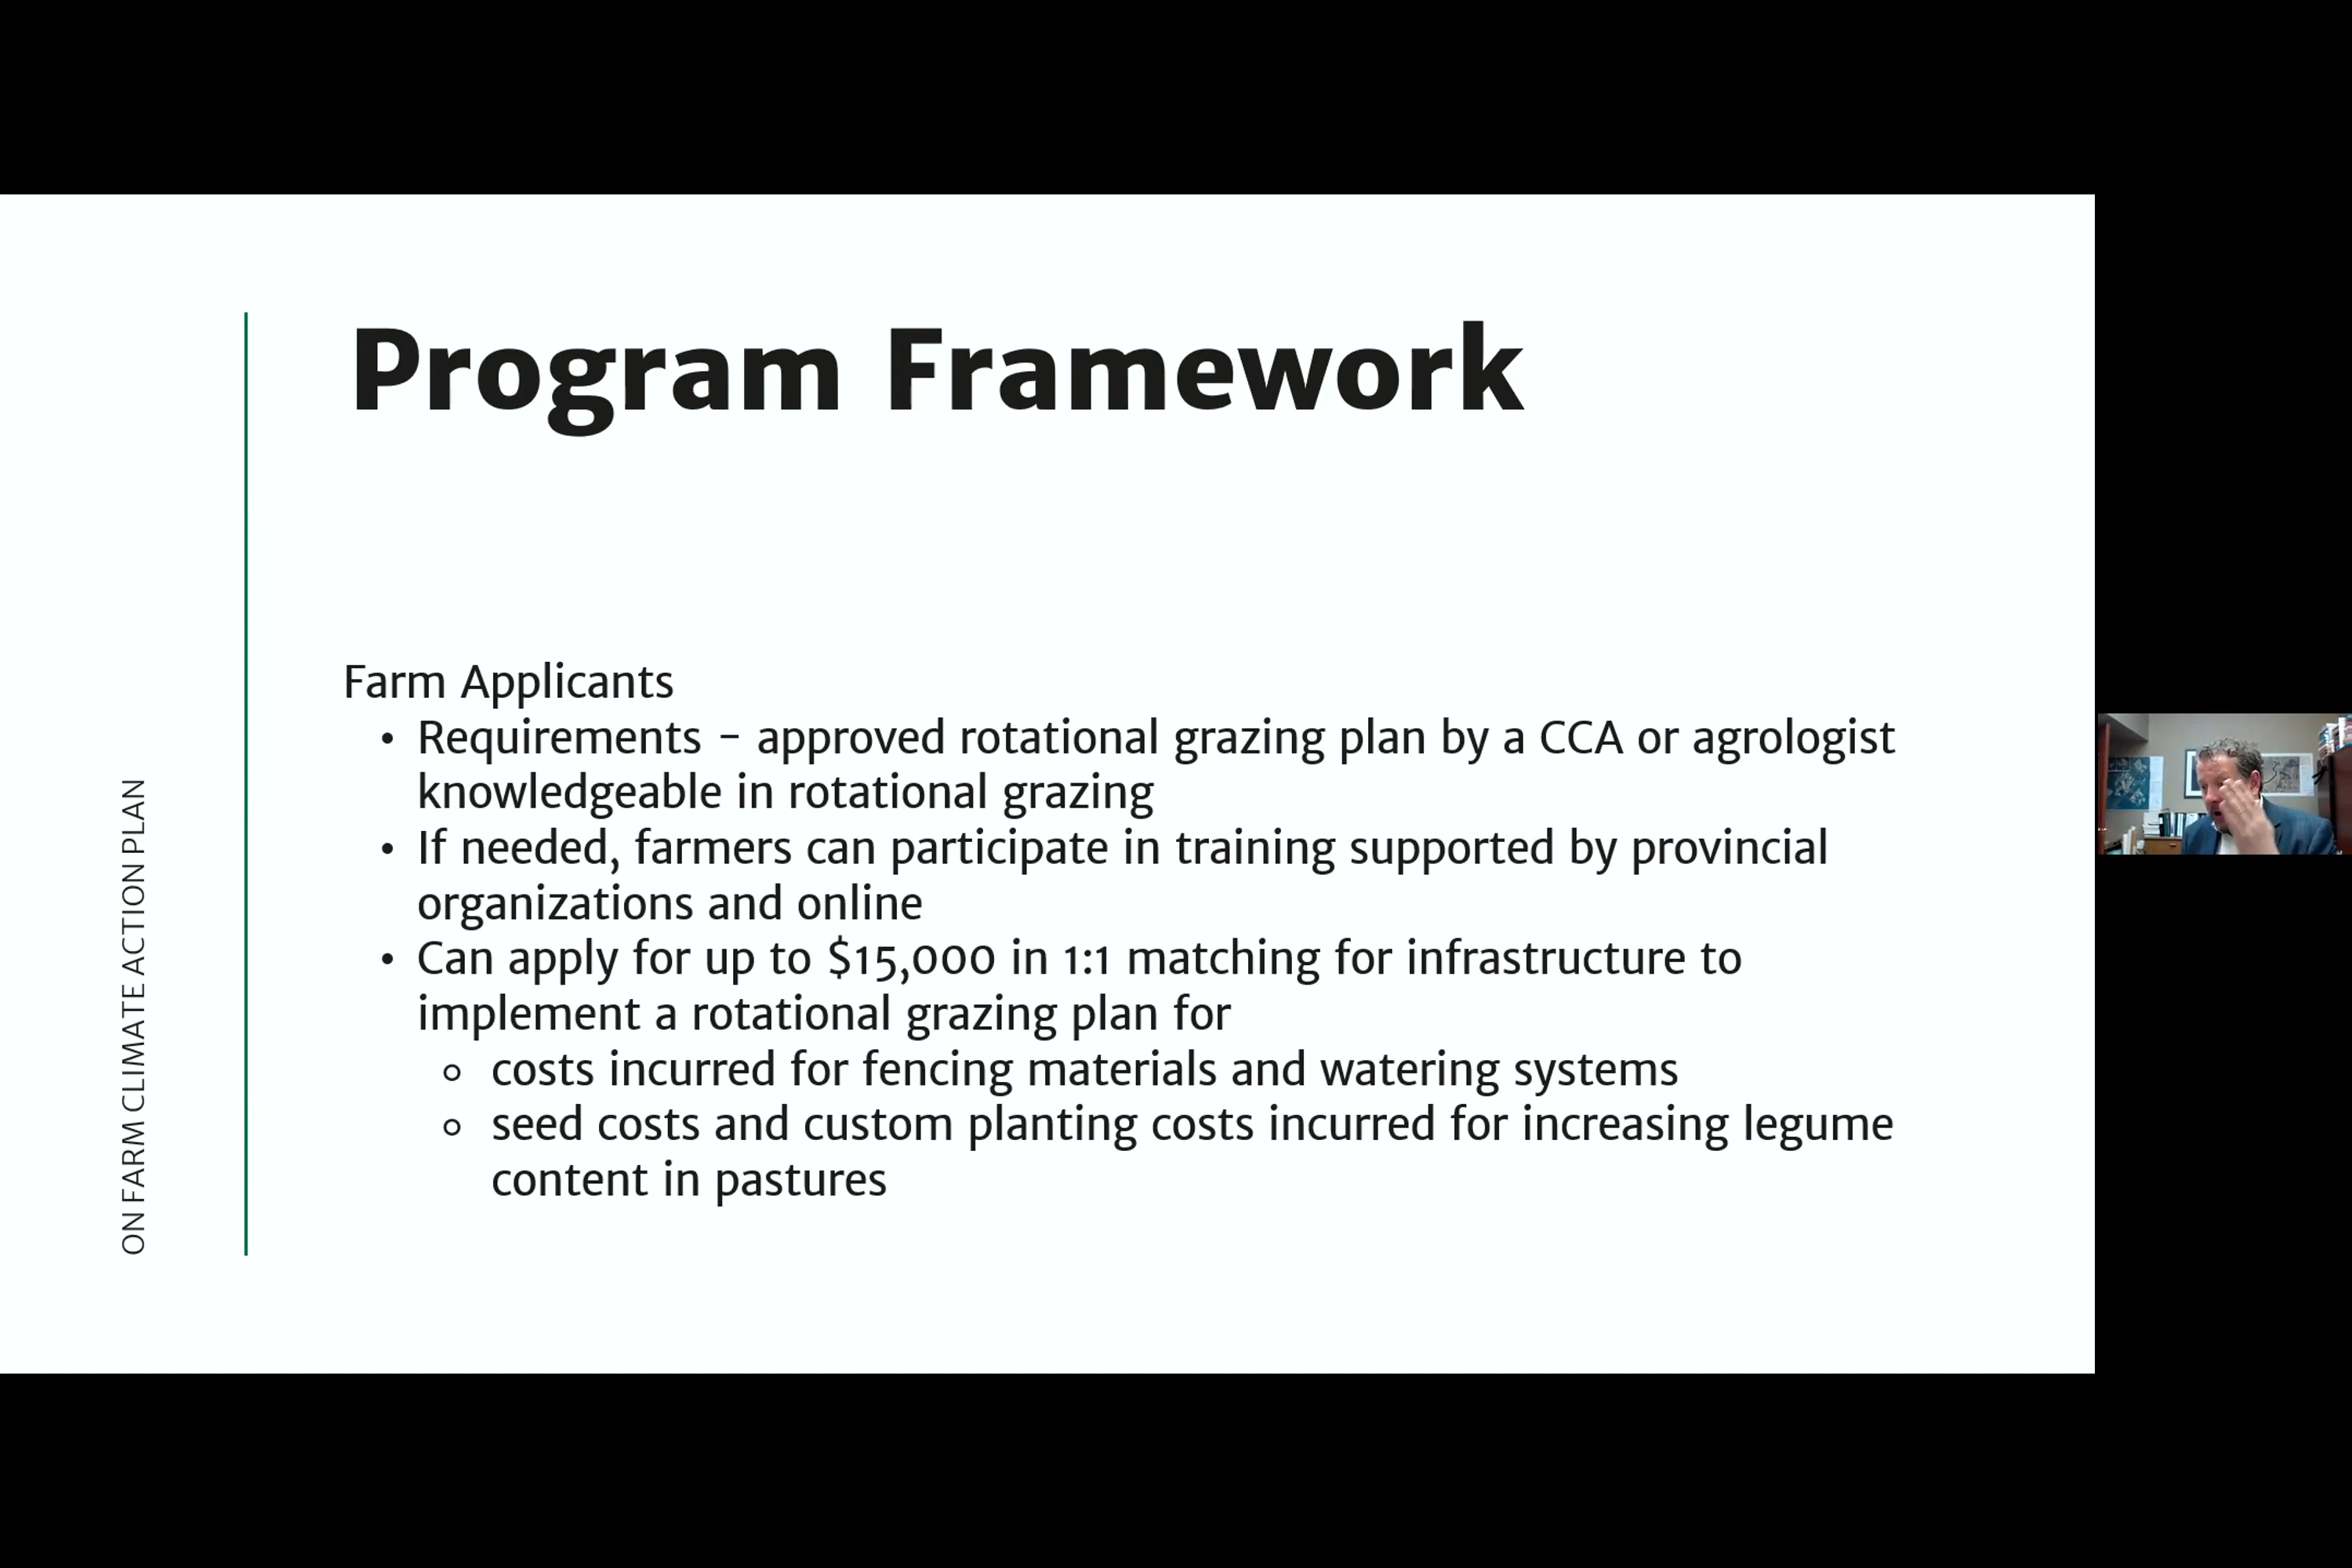 Program Framework
Farm Applicants
• Requirements – approved rotational grazing plan by a CCA or agrologist
knowledgeable in rotational grazing
• If needed, farmers can participate in training supported by provincial
organizations and online
• Can apply for up to $15,000 in 1:1 matching for infrastructure to
implement a rotational grazing plan for
○ costs incurred for fencing materials and watering systems
○ seed costs and custom planting costs incurred for increasing legume
content in pastures
ON FARM CLIMATE ACTION PLAN